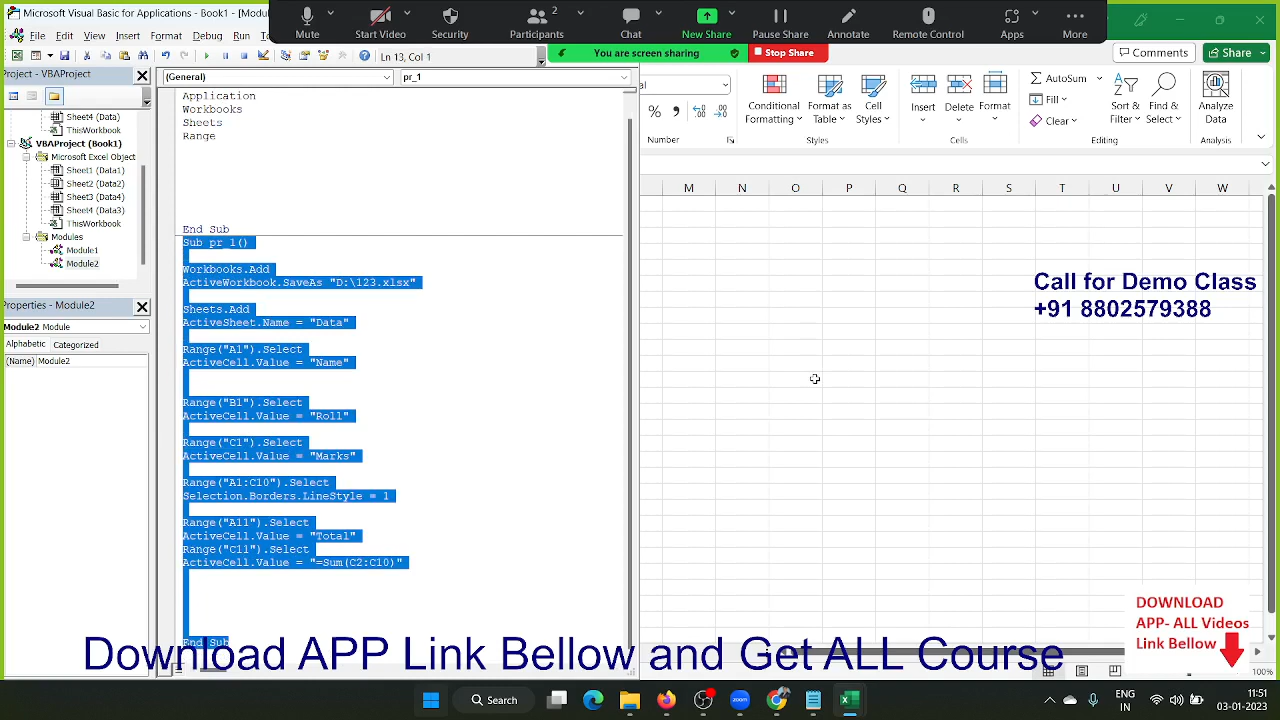 Microsoft Visual Basic for Applications - Book1 - [Modu
File
Edit
View
Insert
Format
Mute
Start Video
Security
Participants
2
Chat
New Share
Pause Share
Annotate
Remote Control
Apps
More
You are screen sharing
Stop Share
Comments
Share
Ln 13, Col 1
Project - VBAProject
(General)
pr_1
Sheet4 (Data)
ThisWorkbook
VBAProject (Book1)
Microsoft Excel Object
Sheet1 (Data1)
Sheet2 (Data2)
Sheet3 (Data4)
Sheet4 (Data3)
ThisWorkbook
Modules
Module1
Module2
Properties - Module2
Module2 Module
Alphabetic
Categorized
(Name) Module2
Application
Workbooks
Sheets
Range
End Sub
Sub pr_1()
Workbooks.Add
ActiveWorkbook.SaveAs "D:\123.xlsx"
Sheets.Add
ActiveSheet.Name = "Data"
Range("A1").Select
ActiveCell.Value = "Name"
Range("B1").Select
ActiveCell.Value = "Roll"
Range("C1").Select
ActiveCell.Value = "Marks"
Range("A1:C10").Select
Selection.Borders.LineStyle = 1
Range("A11").Select
ActiveCell.Value = "Total"
Range("C11").Select
ActiveCell.Value = "=Sum(C2:C10)"
End Sub
Conditional Formatting
Format as Table
Cell Styles
Insert
Delete
Format
AutoSum
Fill
Clear
Sort & Filter
Find & Select
Analyze Data
Number
Cells
Editing
Analysis
M N O P Q R S T U V W
Call for Demo Class
+91 8802579388
DOWNLOAD
APP- ALL Videos
Link Bellow
Download APP Link Bellow and Get ALL Course
100%
Search
ENG
IN
11:51
03-01-2023